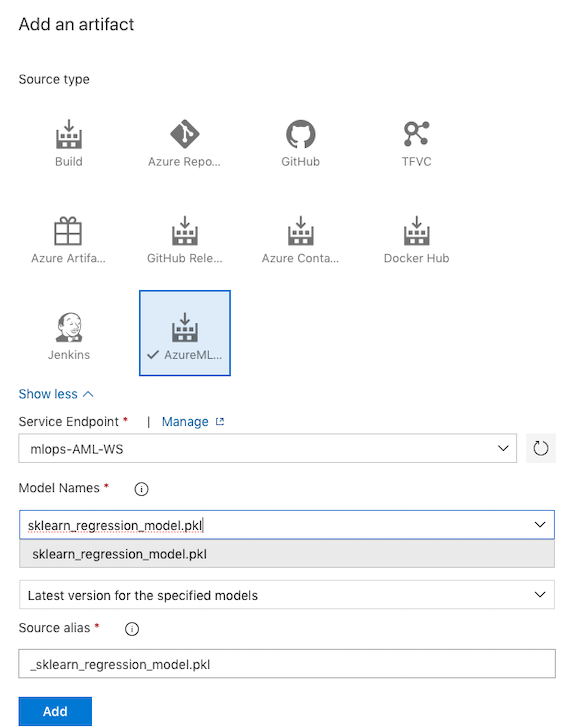 Add an artifact
Source type
Build
Azure Repo...
GitHub
TFVC
Azure Artifa...
GitHub Rele...
Azure Conta...
Docker Hub
Jenkins
AzureML...
Show less
Service Endpoint * | Manage
mlops-AML-WS
Model Names *
sklearn_regression_model.pkl
sklearn_regression_model.pkl
Latest version for the specified models
Source alias *
_sklearn_regression_model.pkl
Add